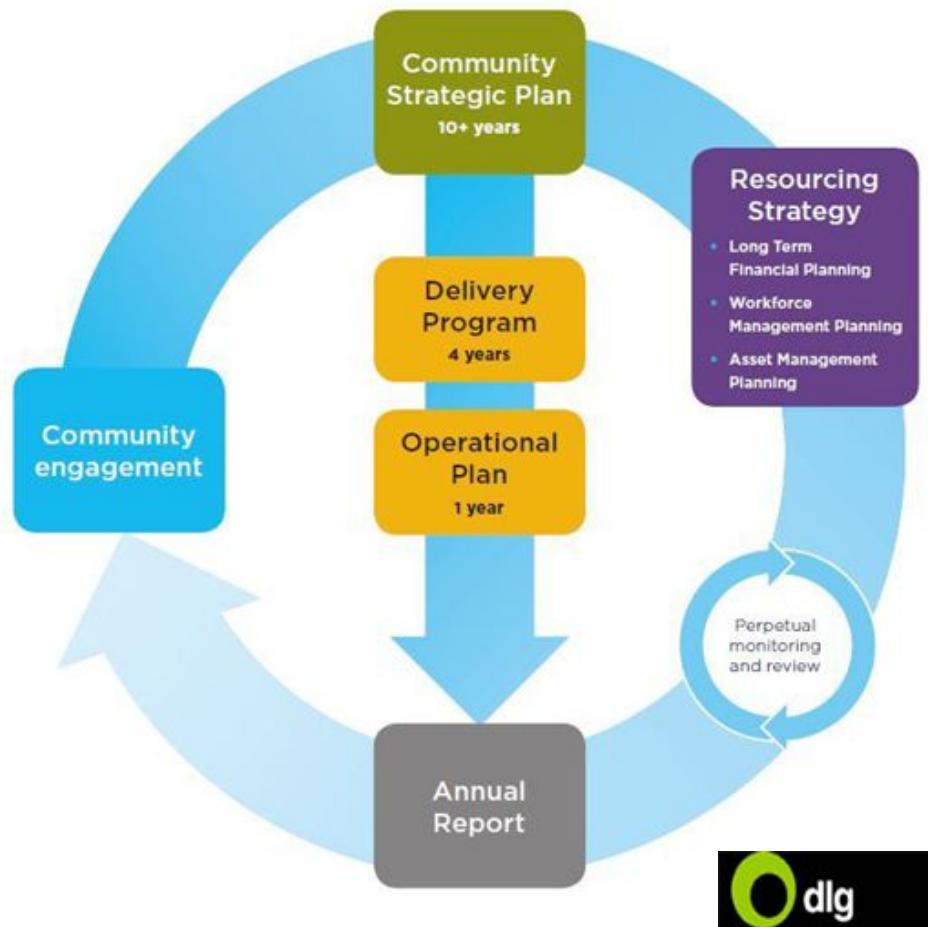 Community
Strategic Plan
10+ years
Resourcing
Strategy
• Long Term
Financial Planning
• Workforce
Management Planning
• Asset Management
Planning
Delivery
Program
4 years
Community
engagement
Operational
Plan
1 year
Perpetual
monitoring
and review
Annual
Report
dlg